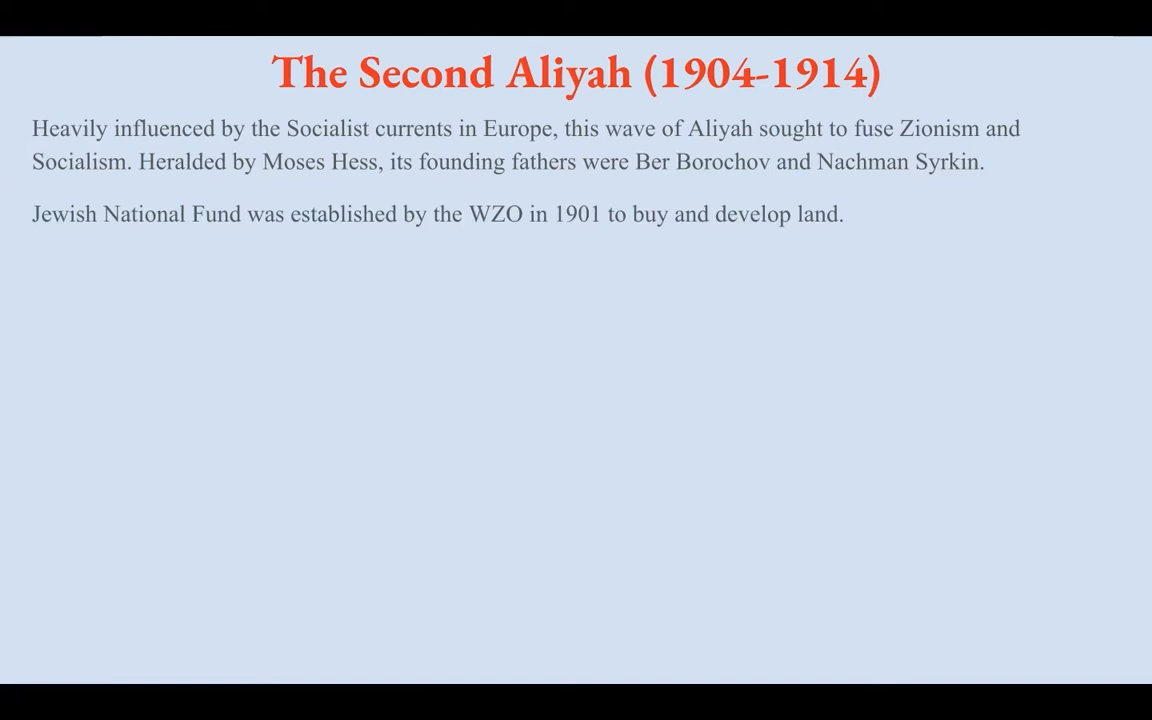 The Second Aliyah (1904-1914)
Heavily influenced by the Socialist currents in Europe, this wave of Aliyah sought to fuse Zionism and
Socialism. Heralded by Moses Hess, its founding fathers were Ber Borochov and Nachman Syrkin.
Jewish National Fund was established by the WZO in 1901 to buy and develop land.